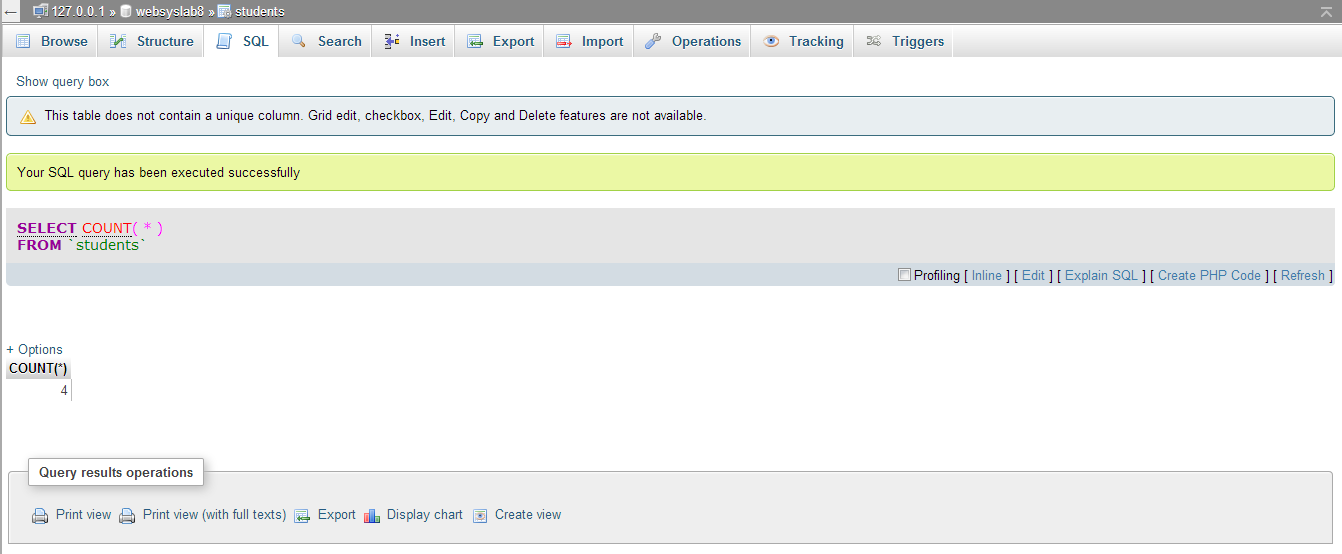 127.0.0.1 » websyslab8 » students
Browse Structure SQL Search Insert Export Import Operations Tracking Triggers
Show query box
This table does not contain a unique column. Grid edit, checkbox, Edit, Copy and Delete features are not available.
Your SQL query has been executed successfully
SELECT COUNT( * )
FROM `students`
Profiling [ Inline ] [ Edit ] [ Explain SQL ] [ Create PHP Code ] [ Refresh ]
+ Options
COUNT(*)
4
Query results operations
Print view Print view (with full texts) Export Display chart Create view